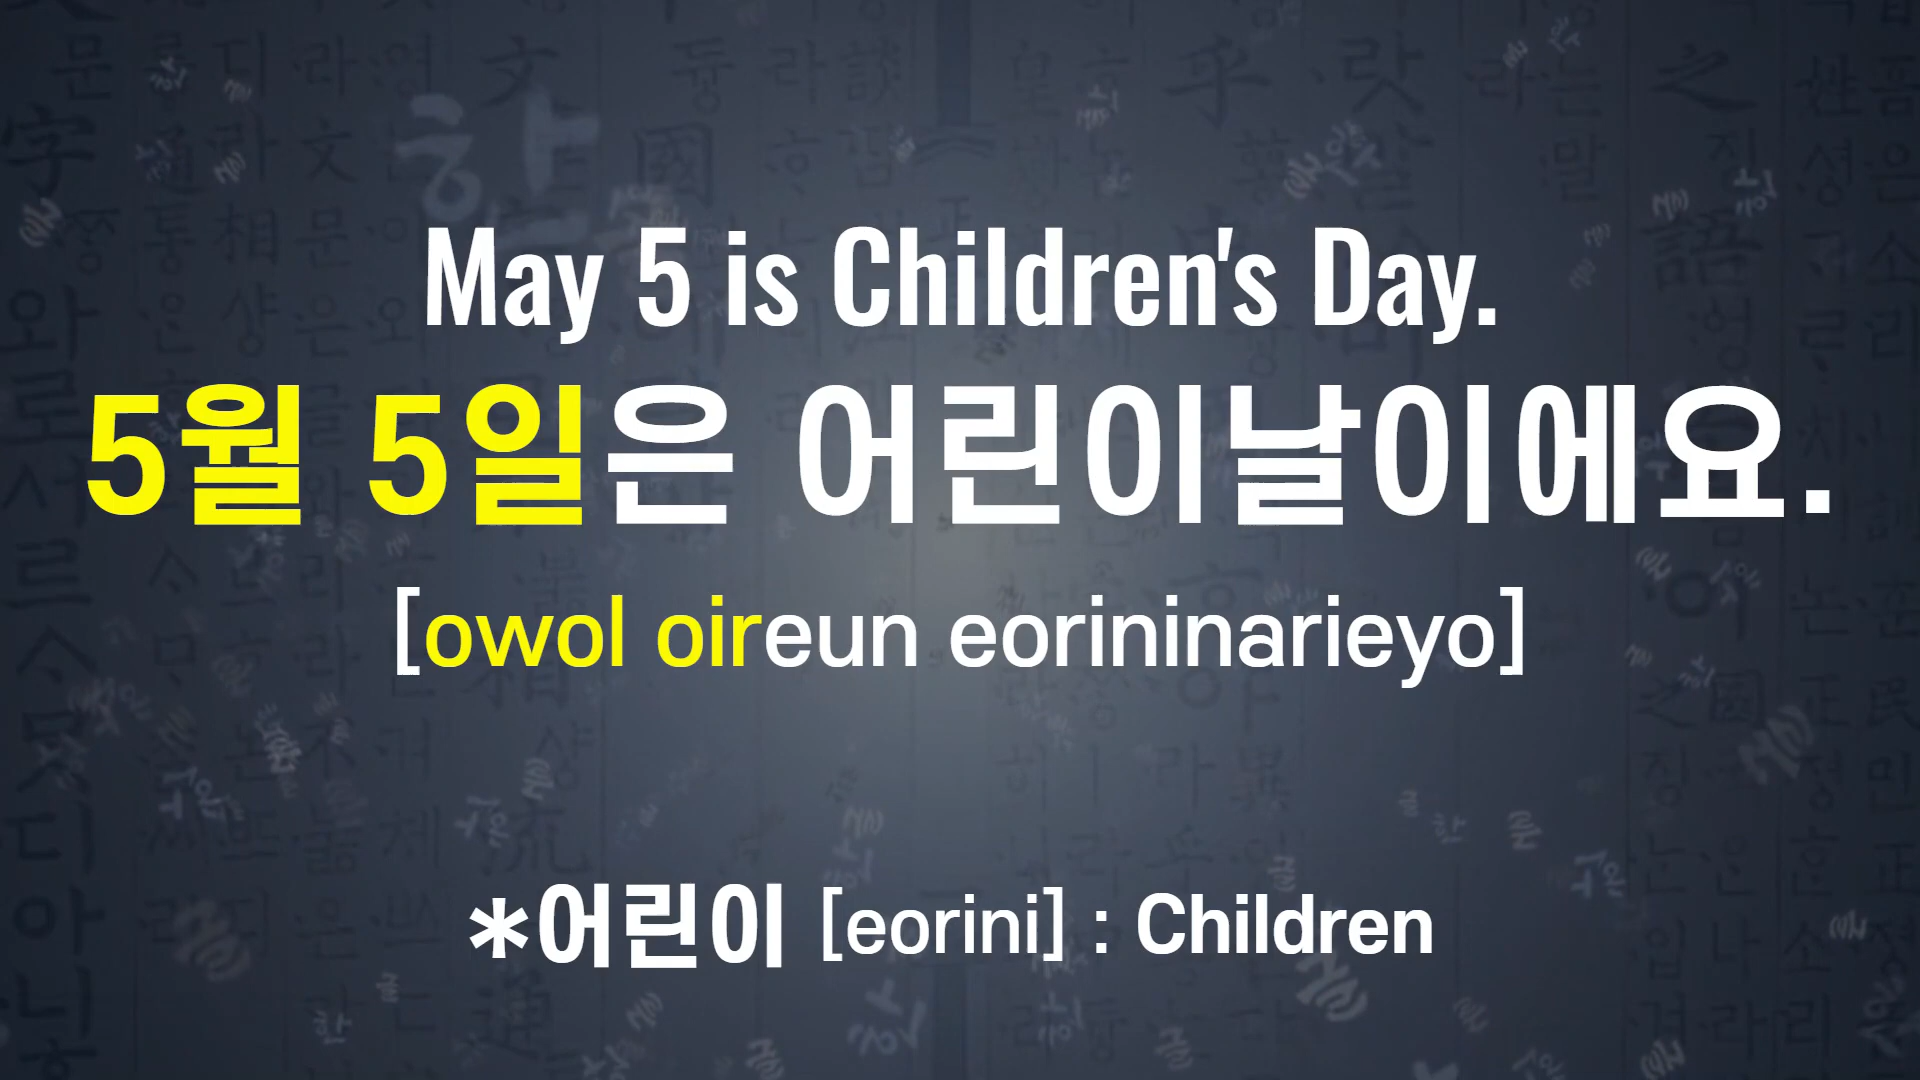 May 5 is Children's Day.
5월 5일은 어린이날이에요.
[owol oireun eorininarieyo]
*어린이 [eorini] : Children